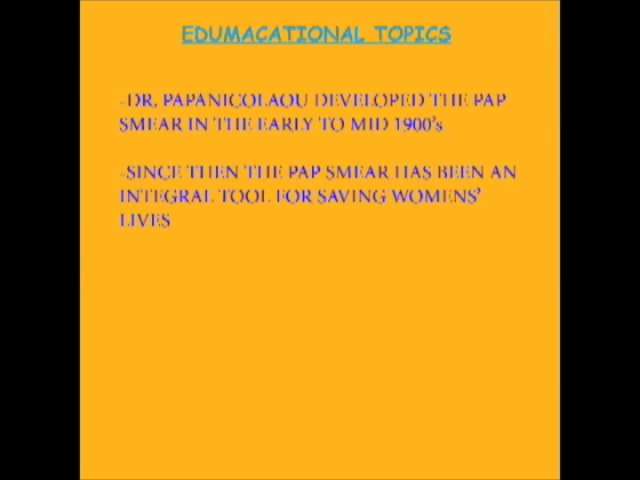 EDUMACATIONAL TOPICS
-DR. PAPANICOLAOU DEVELOPED THE PAP
SMEAR IN THE EARLY TO MID 1900's
-SINCE THEN THE PAP SMEAR HAS BEEN AN
INTEGRAL TOOL FOR SAVING WOMENS'
LIVES